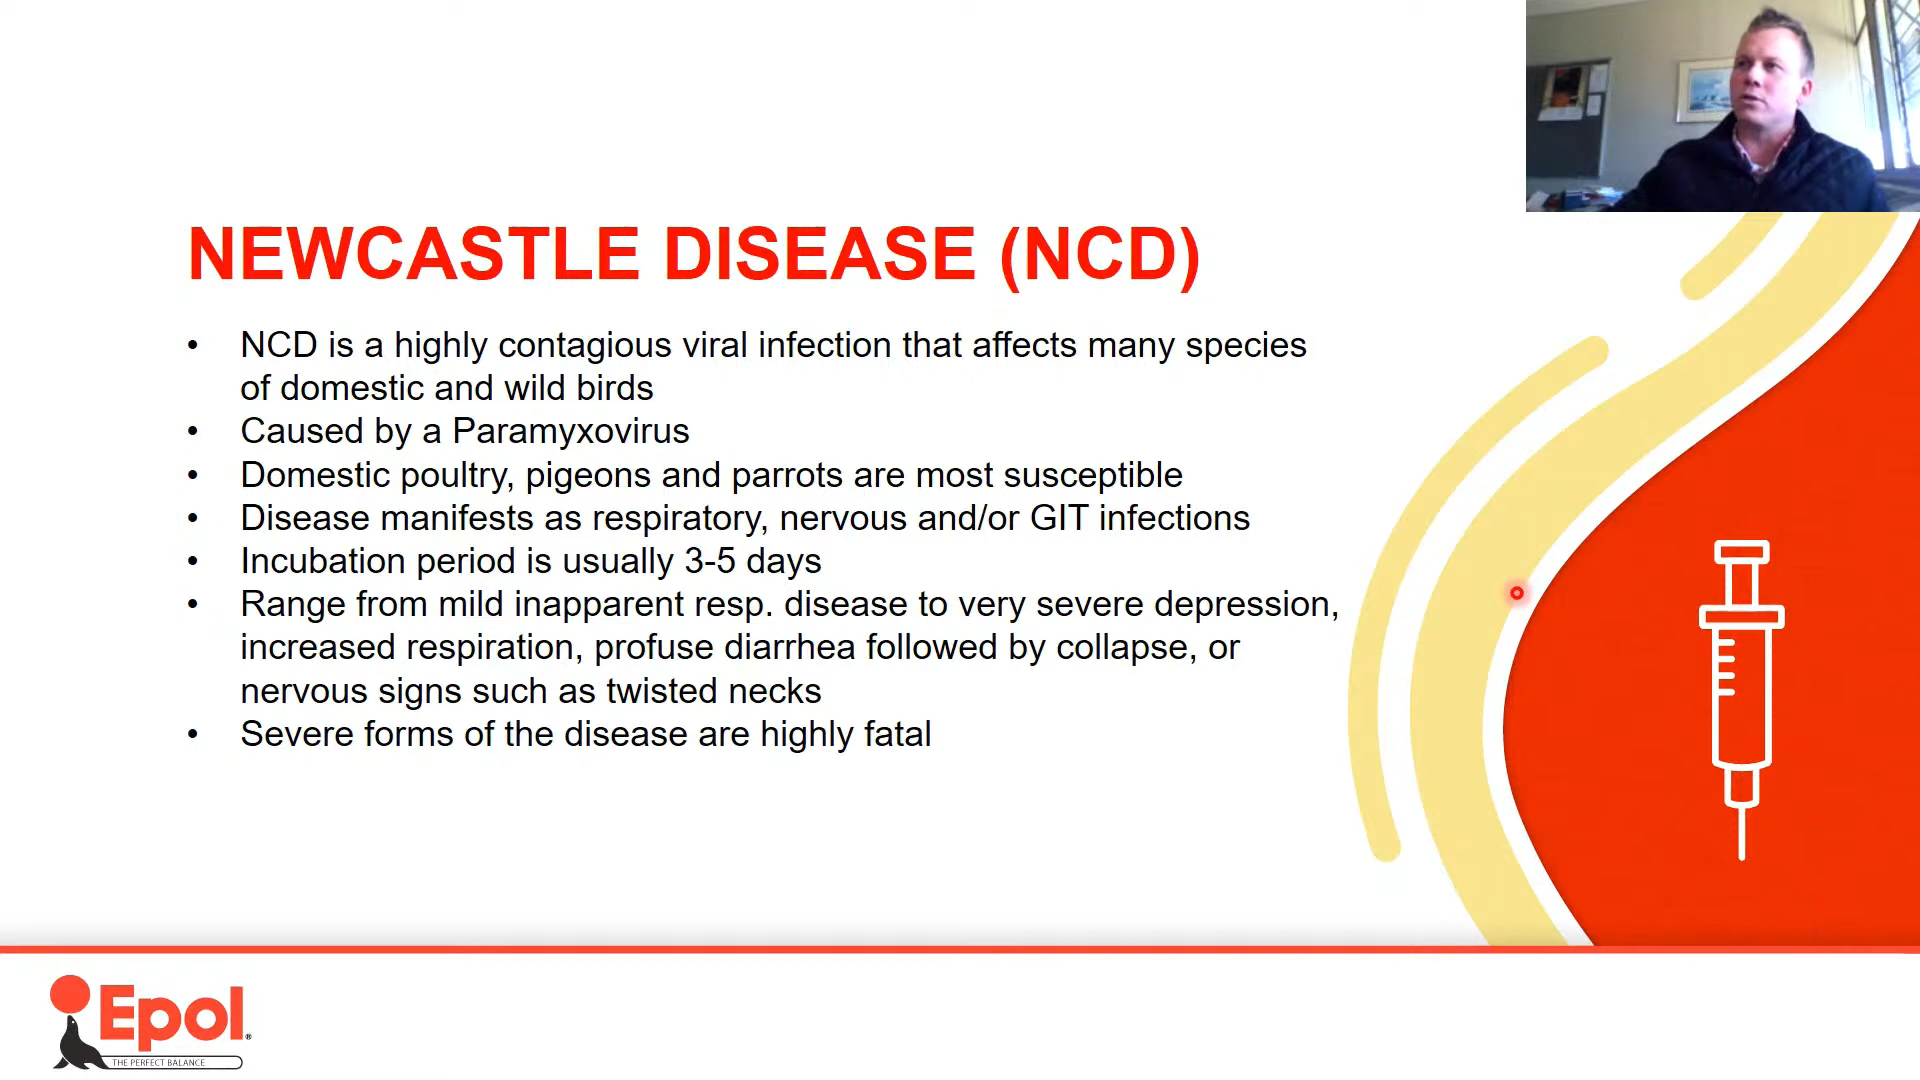 NEWCASTLE DISEASE (NCD)
• NCD is a highly contagious viral infection that affects many species
of domestic and wild birds
• Caused by a Paramyxovirus
• Domestic poultry, pigeons and parrots are most susceptible
• Disease manifests as respiratory, nervous and/or GIT infections
• Incubation period is usually 3-5 days
• Range from mild inapparent resp. disease to very severe depression,
increased respiration, profuse diarrhea followed by collapse, or
nervous signs such as twisted necks
• Severe forms of the disease are highly fatal
Epol®
THE PERFECT BALANCE